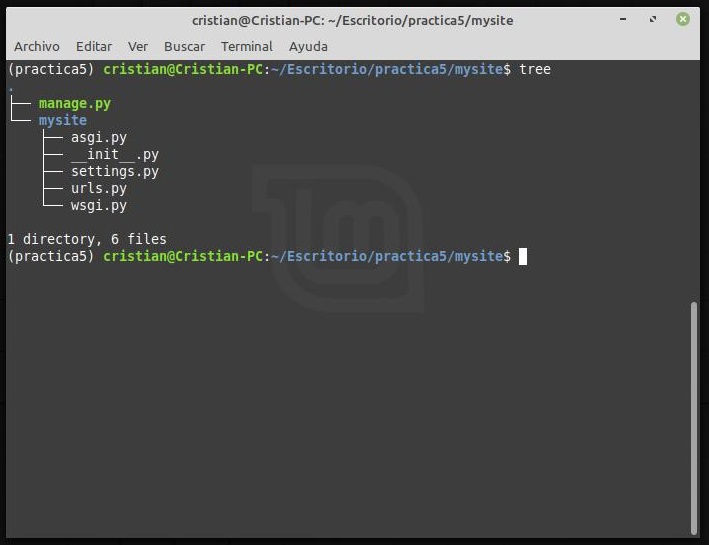 cristian@Cristian-PC: ~/Escritorio/practica5/mysite
Archivo Editar Ver Buscar Terminal Ayuda
(practica5) cristian@Cristian-PC:~/Escritorio/practica5/mysite$ tree
.
├── manage.py
└── mysite
    ├── asgi.py
    ├── __init__.py
    ├── settings.py
    ├── urls.py
    └── wsgi.py
1 directory, 6 files
(practica5) cristian@Cristian-PC:~/Escritorio/practica5/mysite$